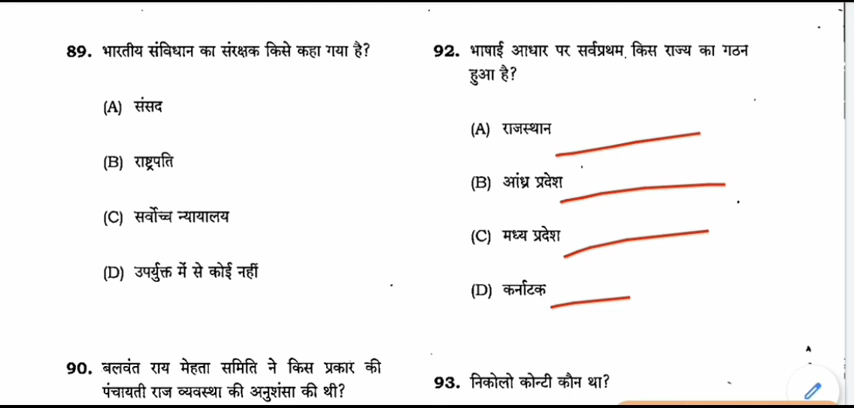 89. भारतीय संविधान का संरक्षक किसे कहा गया है?
(A) संसद
(B) राष्ट्रपति
(C) सर्वोच्च न्यायालय
(D) उपर्युक्त में से कोई नहीं
90. बलवंत राय मेहता समिति ने किस प्रकार की
पंचायती राज व्यवस्था की अनुशंसा की थी?
92. भाषाई आधार पर सर्वप्रथम किस राज्य का गठन
हुआ है?
(A) राजस्थान
(B) आंध्र प्रदेश
(C) मध्य प्रदेश
(D) कर्नाटक
93. निकोलो कोन्टी कौन था?